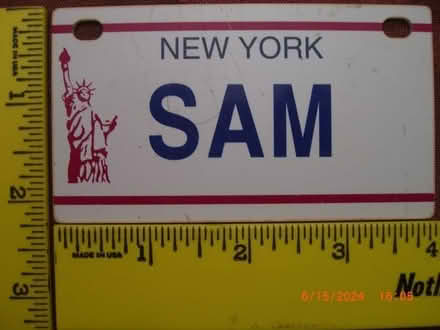 NEW YORK
SAM
MADE IN USA
1
2
3
MADE IN USA
1
2
3
4
Noth
6/15/2024 16:05